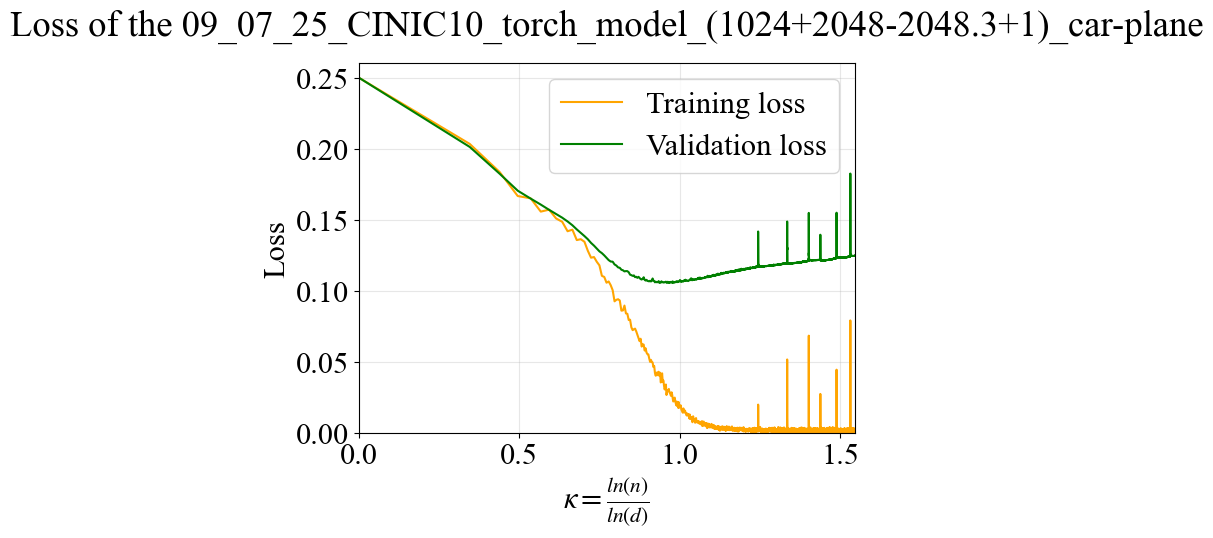 Loss of the 09_07_25_CINIC10_torch_model_(1024+2048-2048.3+1)_car-plane
0.25
0.20
0.15
0.10
0.05
0.00
Loss
Training loss
Validation loss
0.0 0.5 1.0 1.5
κ = ln(n)/ln(d)